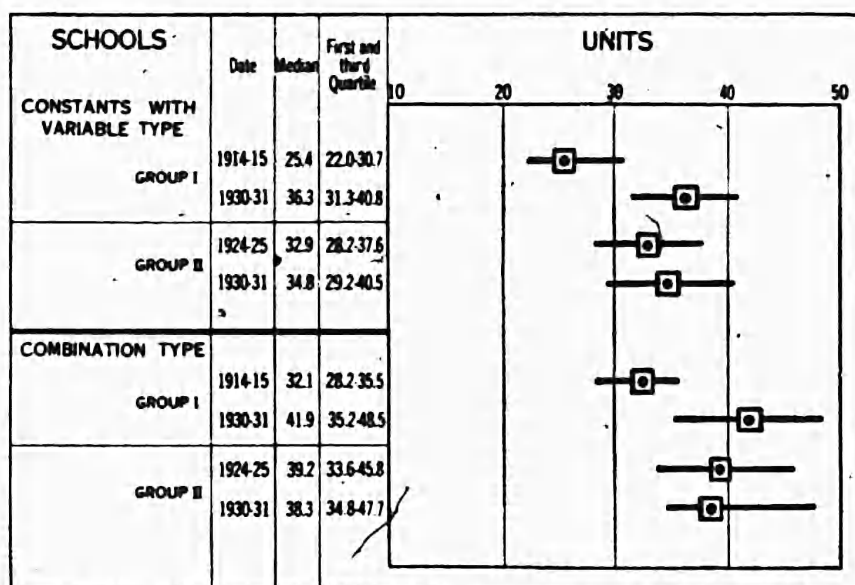 SCHOOLS Date Median First and third Quartile UNITS
10 20 30 40 50
CONSTANTS WITH
VARIABLE TYPE
GROUP I
1914-15 25.4 22.0-30.7
1930-31 36.3 31.3-40.8
GROUP II
1924-25 32.9 28.2-37.6
1930-31 34.8 29.2-40.5
COMBINATION TYPE
GROUP I
1914-15 32.1 28.2-35.5
1930-31 41.9 35.2-48.5
GROUP II
1924-25 39.2 33.6-45.8
1930-31 38.3 34.8-47.7